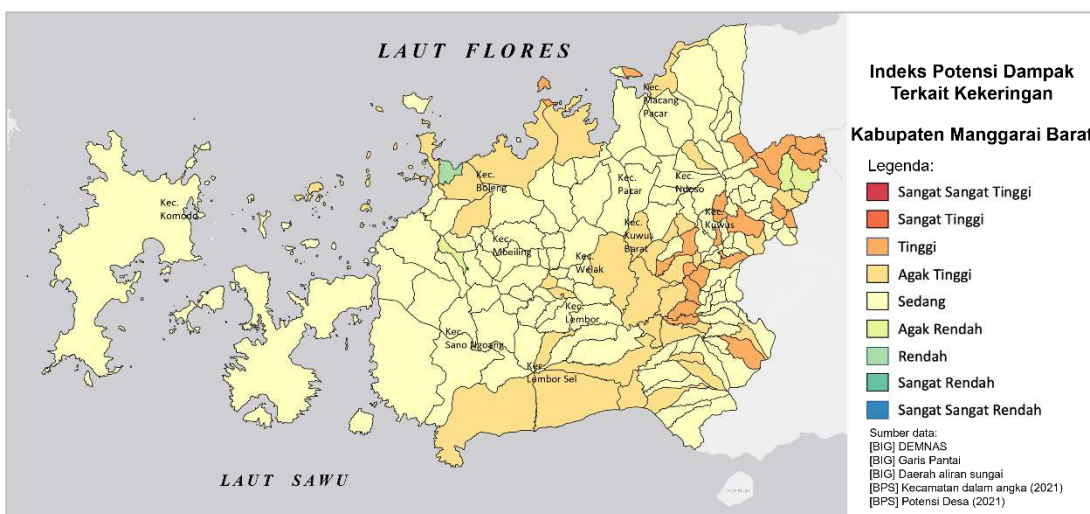 LAUT FLORES
Kec.
Macang
Pacar
Kec.
Boleng
Kec.
Pacar
Kec.
Ndoso
Kec.
Komodo
Kec.
Kuwus
Kec.
Kuwus
Barat
Kec.
Mbeiling
Kec.
Welak
Kec.
Lembor
Kec.
Sano Ngoang
Kec.
Lembor Sel
LAUT SAWU
Indeks Potensi Dampak
Terkait Kekeringan
Kabupaten Manggarai Barat
Legenda:
Sangat Sangat Tinggi
Sangat Tinggi
Tinggi
Agak Tinggi
Sedang
Agak Rendah
Rendah
Sangat Rendah
Sangat Sangat Rendah
Sumber data:
[BIG] DEMNAS
[BIG] Garis Pantai
[BIG] Daerah aliran sungai
[BPS] Kecamatan dalam angka (2021)
[BPS] Potensi Desa (2021)